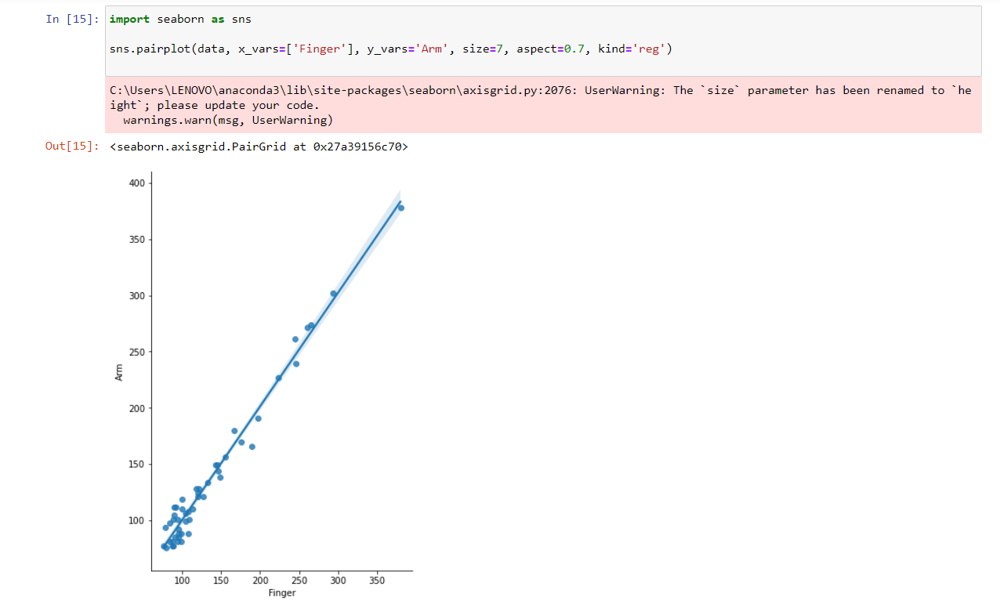 In [15]: import seaborn as sns
sns.pairplot(data, x_vars=['Finger'], y_vars='Arm', size=7, aspect=0.7, kind='reg')
C:\Users\LENOVO\anaconda3\lib\site-packages\seaborn\axisgrid.py:2076: UserWarning: The `size` parameter has been renamed to `he
ight`; please update your code.
  warnings.warn(msg, UserWarning)
Out[15]: <seaborn.axisgrid.PairGrid at 0x27a39156c70>
400
350
300
250
Arm
200
150
100
100 150 200 250 300 350
Finger